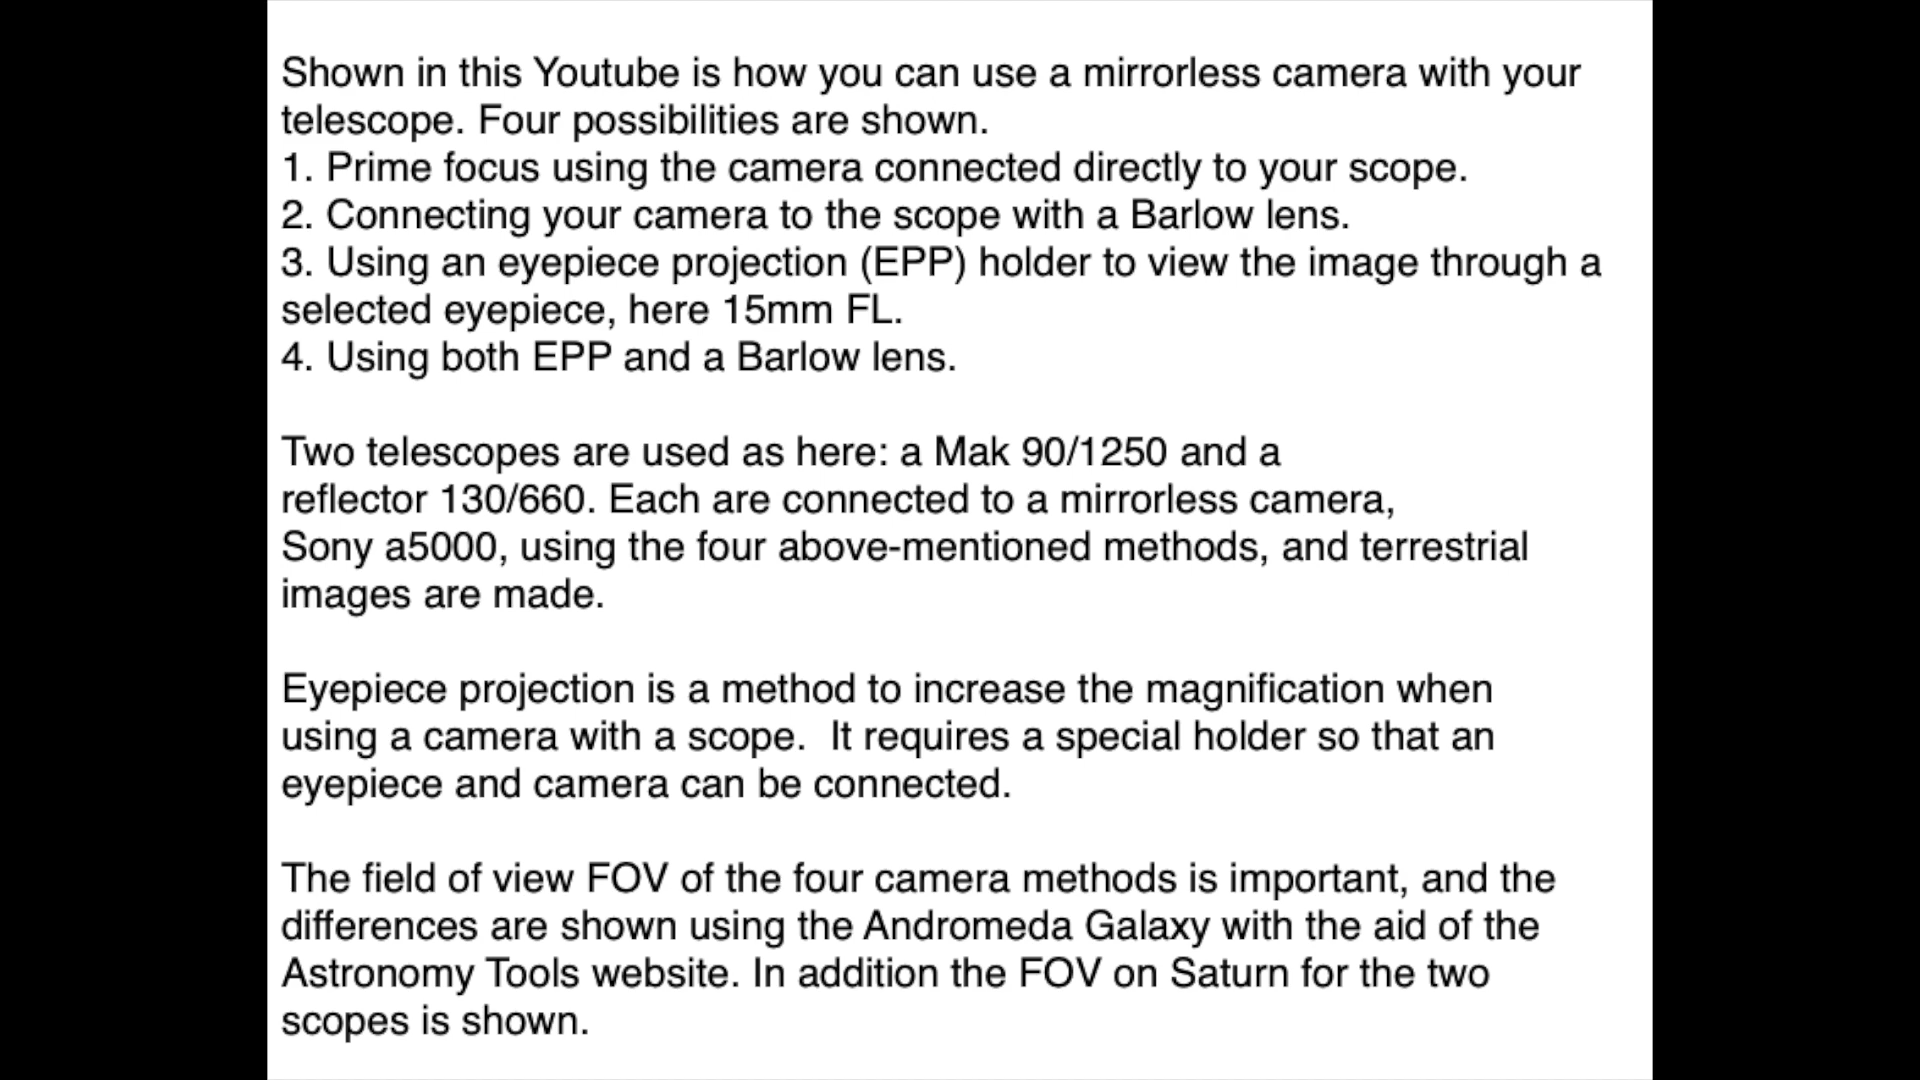 Shown in this Youtube is how you can use a mirrorless camera with your
telescope. Four possibilities are shown.
1. Prime focus using the camera connected directly to your scope.
2. Connecting your camera to the scope with a Barlow lens.
3. Using an eyepiece projection (EPP) holder to view the image through a
selected eyepiece, here 15mm FL.
4. Using both EPP and a Barlow lens.
Two telescopes are used as here: a Mak 90/1250 and a
reflector 130/660. Each are connected to a mirrorless camera,
Sony a5000, using the four above-mentioned methods, and terrestrial
images are made.
Eyepiece projection is a method to increase the magnification when
using a camera with a scope.  It requires a special holder so that an
eyepiece and camera can be connected.
The field of view FOV of the four camera methods is important, and the
differences are shown using the Andromeda Galaxy with the aid of the
Astronomy Tools website. In addition the FOV on Saturn for the two
scopes is shown.